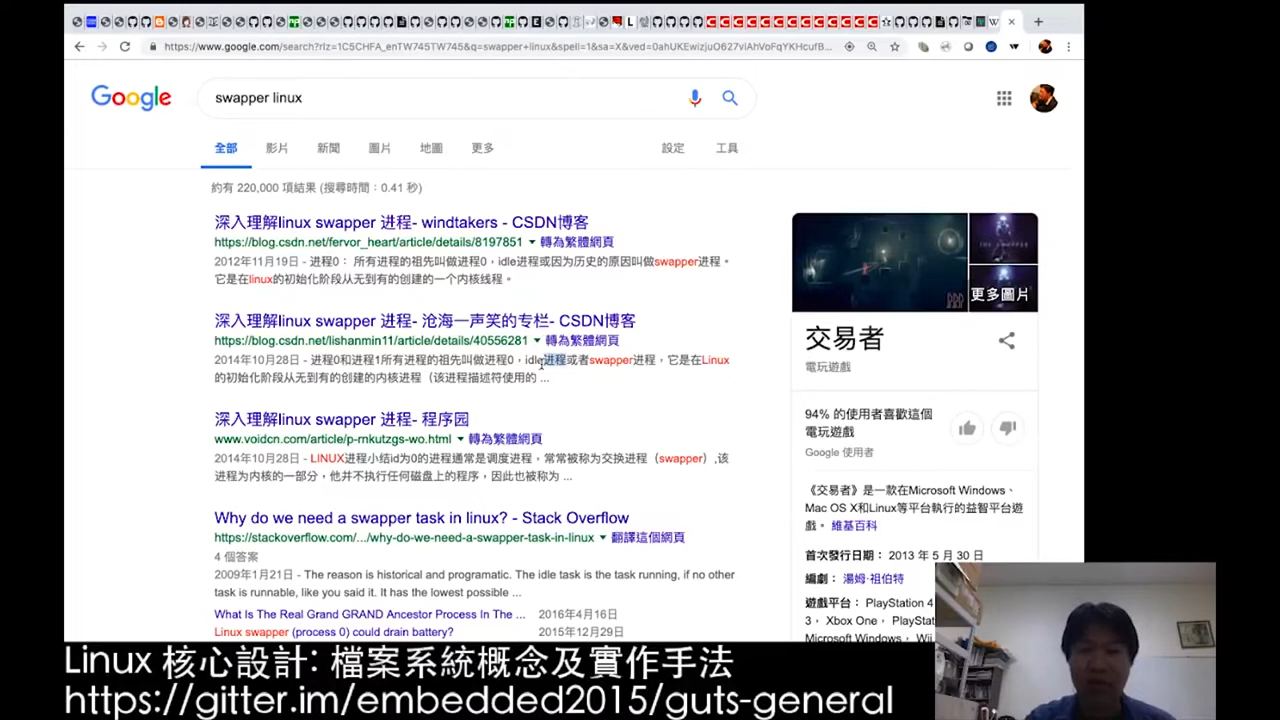 https://www.google.com/search?rlz=1C5CHFA_enTW745TW745&q=swapper+linux&spell=1&sa=X&ved=0ahUKEwizjuO627vlAhVoFqYKHcufB...
Google
swapper linux
全部
影片
新聞
圖片
地圖
更多
設定
工具
約有 220,000 項結果 (搜尋時間：0.41 秒)
深入理解linux swapper 进程- windtakers - CSDN博客
https://blog.csdn.net/fervor_heart/article/details/8197851
轉為繁體網頁
2012年11月19日 - 进程0： 所有进程的祖先叫做进程0，idle进程或因为历史的原因叫做swapper进程。
它是在linux的初始化阶段从无到有的创建的一个内核线程。
深入理解linux swapper 进程- 沧海一声笑的专栏- CSDN博客
https://blog.csdn.net/lishanmin11/article/details/40556281
轉為繁體網頁
2014年10月28日 - 进程0和进程1所有进程的祖先叫做进程0，idle进程或者swapper进程，它是在Linux
的初始化阶段从无到有的创建的内核进程（该进程描述符使用的 ...
深入理解linux swapper 进程- 程序园
www.voidcn.com/article/p-rnkutzgs-wo.html
轉為繁體網頁
2014年10月28日 - LINUX进程小结id为0的进程通常是调度进程，常常被称为交换进程（swapper）,该
进程为内核的一部分，他并不执行任何磁盘上的程序，因此也被称为 ...
Why do we need a swapper task in linux? - Stack Overflow
https://stackoverflow.com/.../why-do-we-need-a-swapper-task-in-linux
翻譯這個網頁
4 個答案
2009年1月21日 - The reason is historical and programatic. The idle task is the task running, if no other
task is runnable, like you said it. It has the lowest possible ...
What Is The Real Grand GRAND Ancestor Process In The ...
2016年4月16日
Linux swapper (process 0) could drain battery?
2015年12月29日
THE SWAPPER
更多圖片
交易者
電玩遊戲
94% 的使用者喜歡這個
電玩遊戲
Google 使用者
《交易者》是一款在Microsoft Windows、
Mac OS X和Linux等平台執行的益智平台遊
戲。 維基百科
首次發行日期： 2013 年 5 月 30 日
編劇： 湯姆·祖伯特
遊戲平台： PlayStation 4
3， Xbox One， PlaySta
Microsoft Windows， Wii
Linux 核心設計: 檔案系統概念及實作手法
https://gitter.im/embedded2015/guts-general